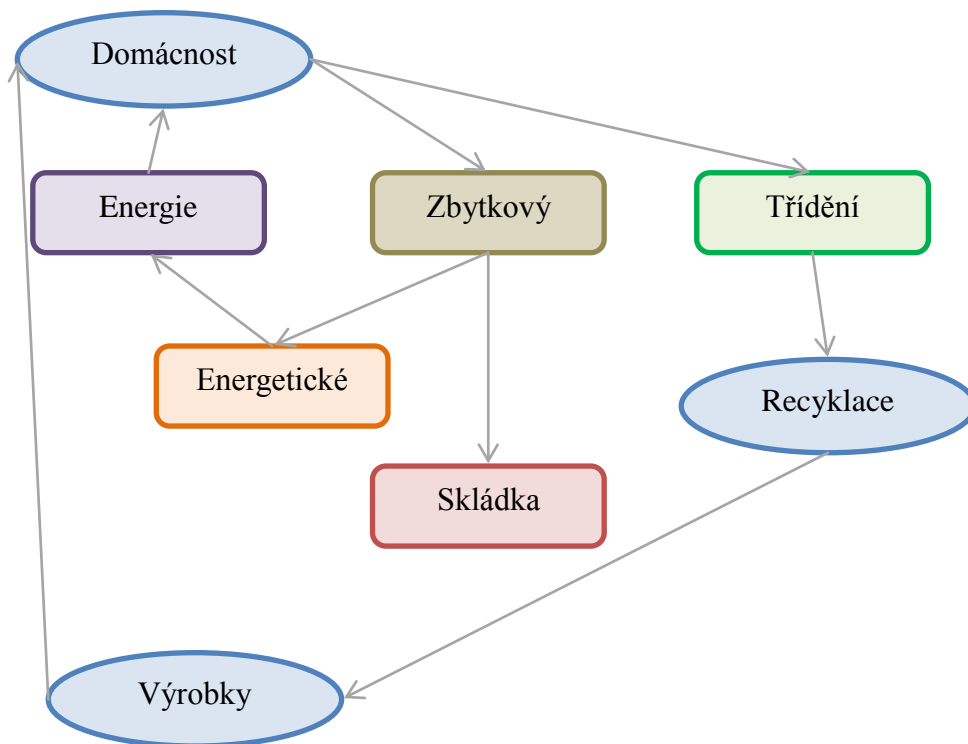 Domácnost
Energie
Zbytkový
Třídění
Energetické
Recyklace
Skládka
Výrobky